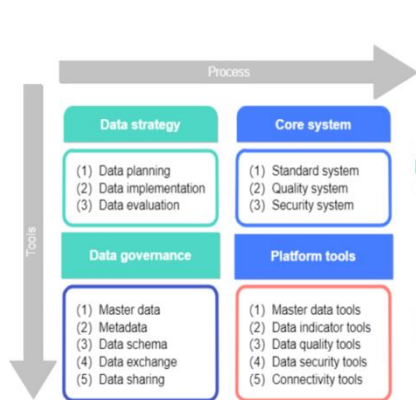 Process
Tools
Data strategy
(1) Data planning
(2) Data implementation
(3) Data evaluation
Core system
(1) Standard system
(2) Quality system
(3) Security system
Data governance
(1) Master data
(2) Metadata
(3) Data schema
(4) Data exchange
(5) Data sharing
Platform tools
(1) Master data tools
(2) Data indicator tools
(3) Data quality tools
(4) Data security tools
(5) Connectivity tools